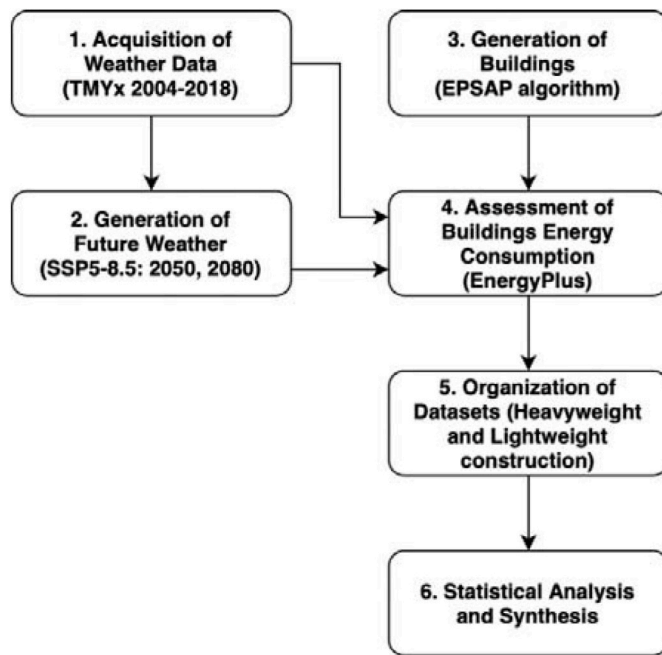 1. Acquisition of
Weather Data
(TMYx 2004-2018)
2. Generation of
Future Weather
(SSP5-8.5: 2050, 2080)
3. Generation of
Buildings
(EPSAP algorithm)
4. Assessment of
Buildings Energy
Consumption
(EnergyPlus)
5. Organization of
Datasets (Heavyweight
and Lightweight
construction)
6. Statistical Analysis
and Synthesis